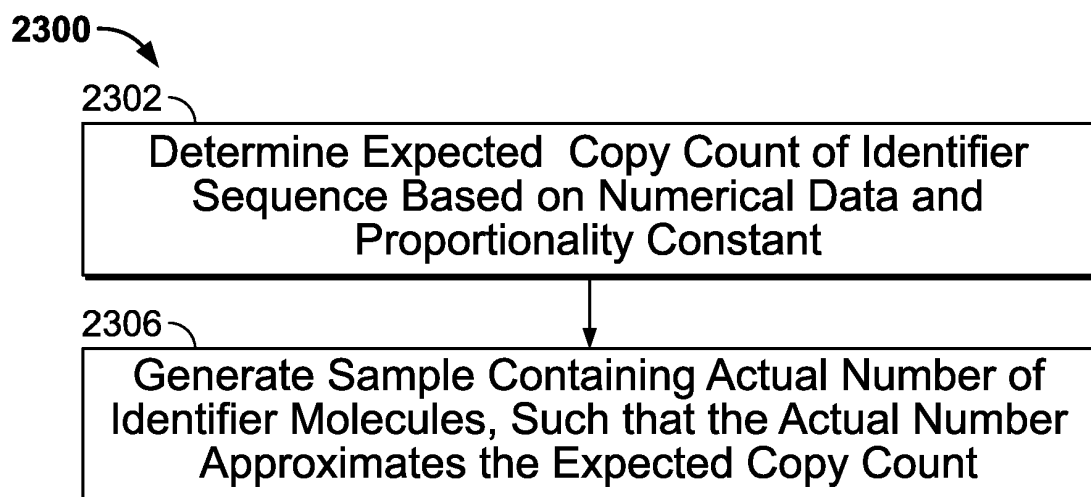 2300
2302
Determine Expected Copy Count of Identifier
Sequence Based on Numerical Data and
Proportionality Constant
2306
Generate Sample Containing Actual Number of
Identifier Molecules, Such that the Actual Number
Approximates the Expected Copy Count